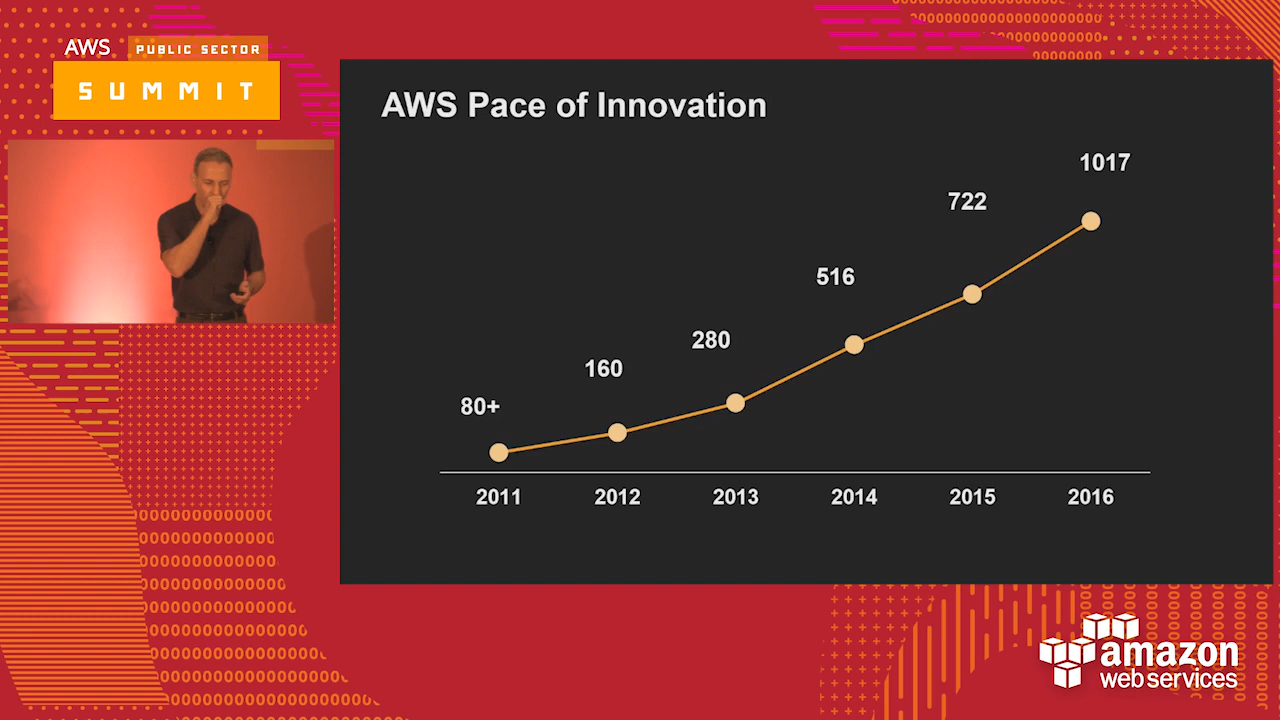 AWS PUBLIC SECTOR
SUMMIT
AWS Pace of Innovation
1017
722
516
280
160
80+
2011 2012 2013 2014 2015 2016
amazon
web services